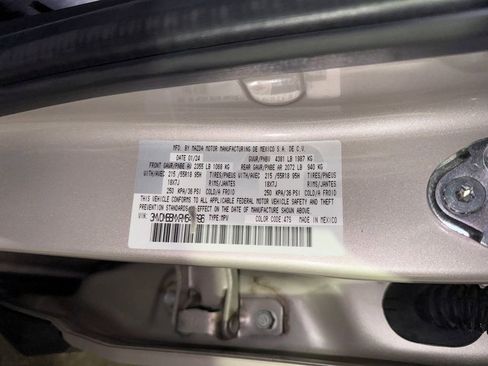 MFD. BY MAZDA MOTOR MANUFACTURING DE MEXICO S.A. DE C.V.
DATE 01/24 GVWR/PNBV 4381 LB 1987 KG
FRONT GAWR/PNBE AV 2355 LB 1068 KG REAR GAWR/PNBE AR 2072 LB 940 KG
WITH/AVEC 215/55R18 95H TIRES/PNEUS WITH/AVEC 215/55R18 95H TIRES/PNEUS
18X7J RIMS/JANTES 18X7J RIMS/JANTES
250 KPA/36 PSI COLD/A FROID 250 KPA/36 PSI COLD/A FROID
THIS VEHICLE CONFORMS TO ALL APPLICABLE FEDERAL MOTOR VEHICLE SAFETY AND THEFT
PREVENTION STANDARDS IN EFFECT ON THE DATE OF MANUFACTURE SHOWN ABOVE.
VIN: TYPE: MPV COLOR CODE 47S MADE IN MEXICO